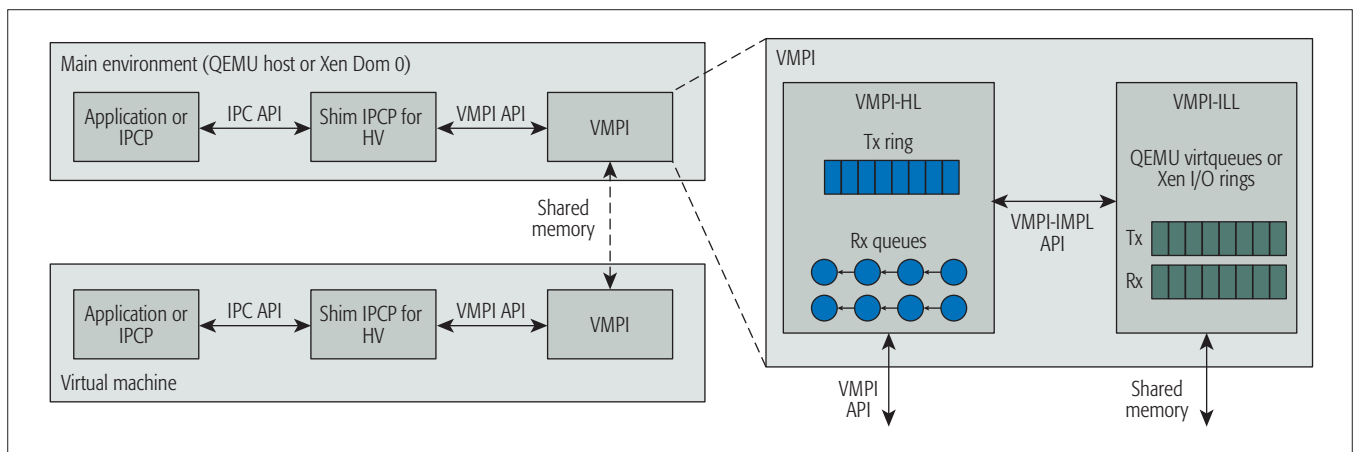 Main environment (QEMU host or Xen Dom 0)
Application or
IPCP
IPC API
Shim IPCP for
HV
VMPI API
VMPI
Shared
memory
Application or
IPCP
IPC API
Shim IPCP for
HV
VMPI API
VMPI
Virtual machine
VMPI
VMPI-HL
Tx ring
Rx queues
VMPI-IMPL
API
VMPI-ILL
QEMU virtqueues or
Xen I/O rings
Tx
Rx
VMPI
API
Shared
memory